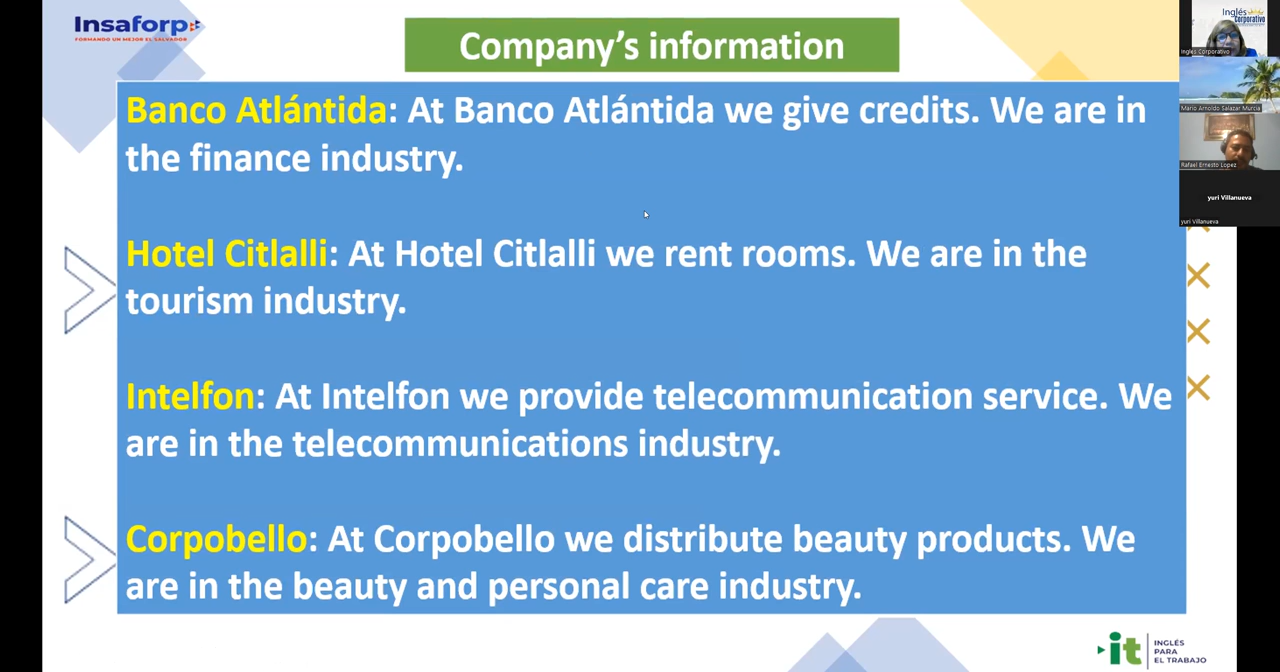 Insaforp
FORMANDO UN MEJOR EL SALVADOR
Company's information
Banco Atlántida: At Banco Atlántida we give credits. We are in
the finance industry.
Hotel Citlalli: At Hotel Citlalli we rent rooms. We are in the
tourism industry.
Intelfon: At Intelfon we provide telecommunication service. We
are in the telecommunications industry.
Corpobello: At Corpobello we distribute beauty products. We
are in the beauty and personal care industry.
Inglés
Corporativo
Inglés Corporativo
Mario Arnoldo Salazar Murcia
Rafael Ernesto Lopez
yuri Villanueva
yuri Villanueva
it
INGLÉS
PARA
EL TRABAJO